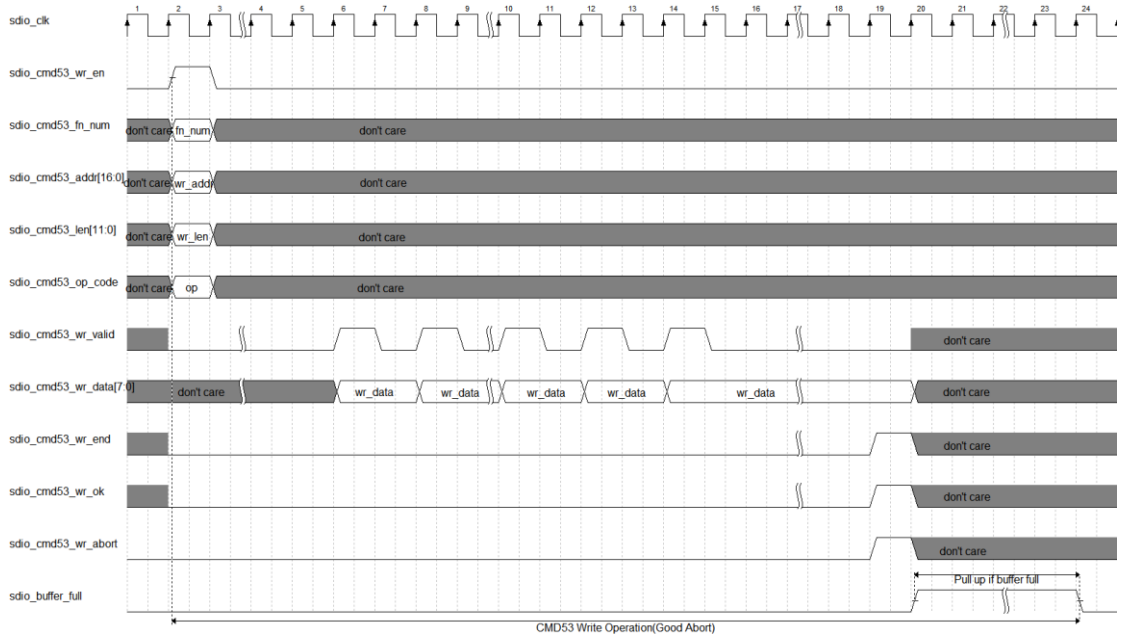 1 2 3 4 5 6 7 8 9 10 11 12 13 14 15 16 17 18 19 20 21 22 23 24
sdio_clk
sdio_cmd53_wr_en
sdio_cmd53_fn_num don't care fn_num don't care
sdio_cmd53_addr[16:0] don't care wr_addr don't care
sdio_cmd53_len[11:0] don't care wr_len don't care
sdio_cmd53_op_code don't care op don't care
sdio_cmd53_wr_valid don't care
sdio_cmd53_wr_data[7:0] don't care wr_data wr_data wr_data wr_data wr_data don't care
sdio_cmd53_wr_end don't care
sdio_cmd53_wr_ok don't care
sdio_cmd53_wr_abort don't care
Pull up if buffer full
sdio_buffer_full
CMD53 Write Operation(Good Abort)